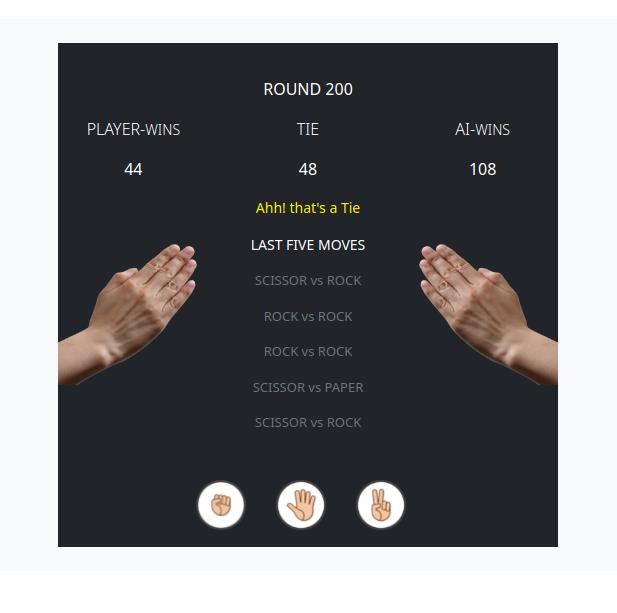 ROUND 200
PLAYER-WINS TIE AI-WINS
44 48 108
Ahh! that's a Tie
LAST FIVE MOVES
SCISSOR vs ROCK
ROCK vs ROCK
ROCK vs ROCK
SCISSOR vs PAPER
SCISSOR vs ROCK